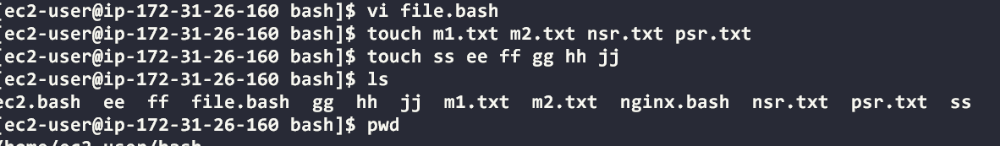 [ec2-user@ip-172-31-26-160 bash]$ vi file.bash
[ec2-user@ip-172-31-26-160 bash]$ touch m1.txt m2.txt nsr.txt psr.txt
[ec2-user@ip-172-31-26-160 bash]$ touch ss ee ff gg hh jj
[ec2-user@ip-172-31-26-160 bash]$ ls
ec2.bash  ee  ff  file.bash  gg  hh  jj  m1.txt  m2.txt  nginx.bash  nsr.txt  psr.txt  ss
[ec2-user@ip-172-31-26-160 bash]$ pwd
/home/ec2-user/bash